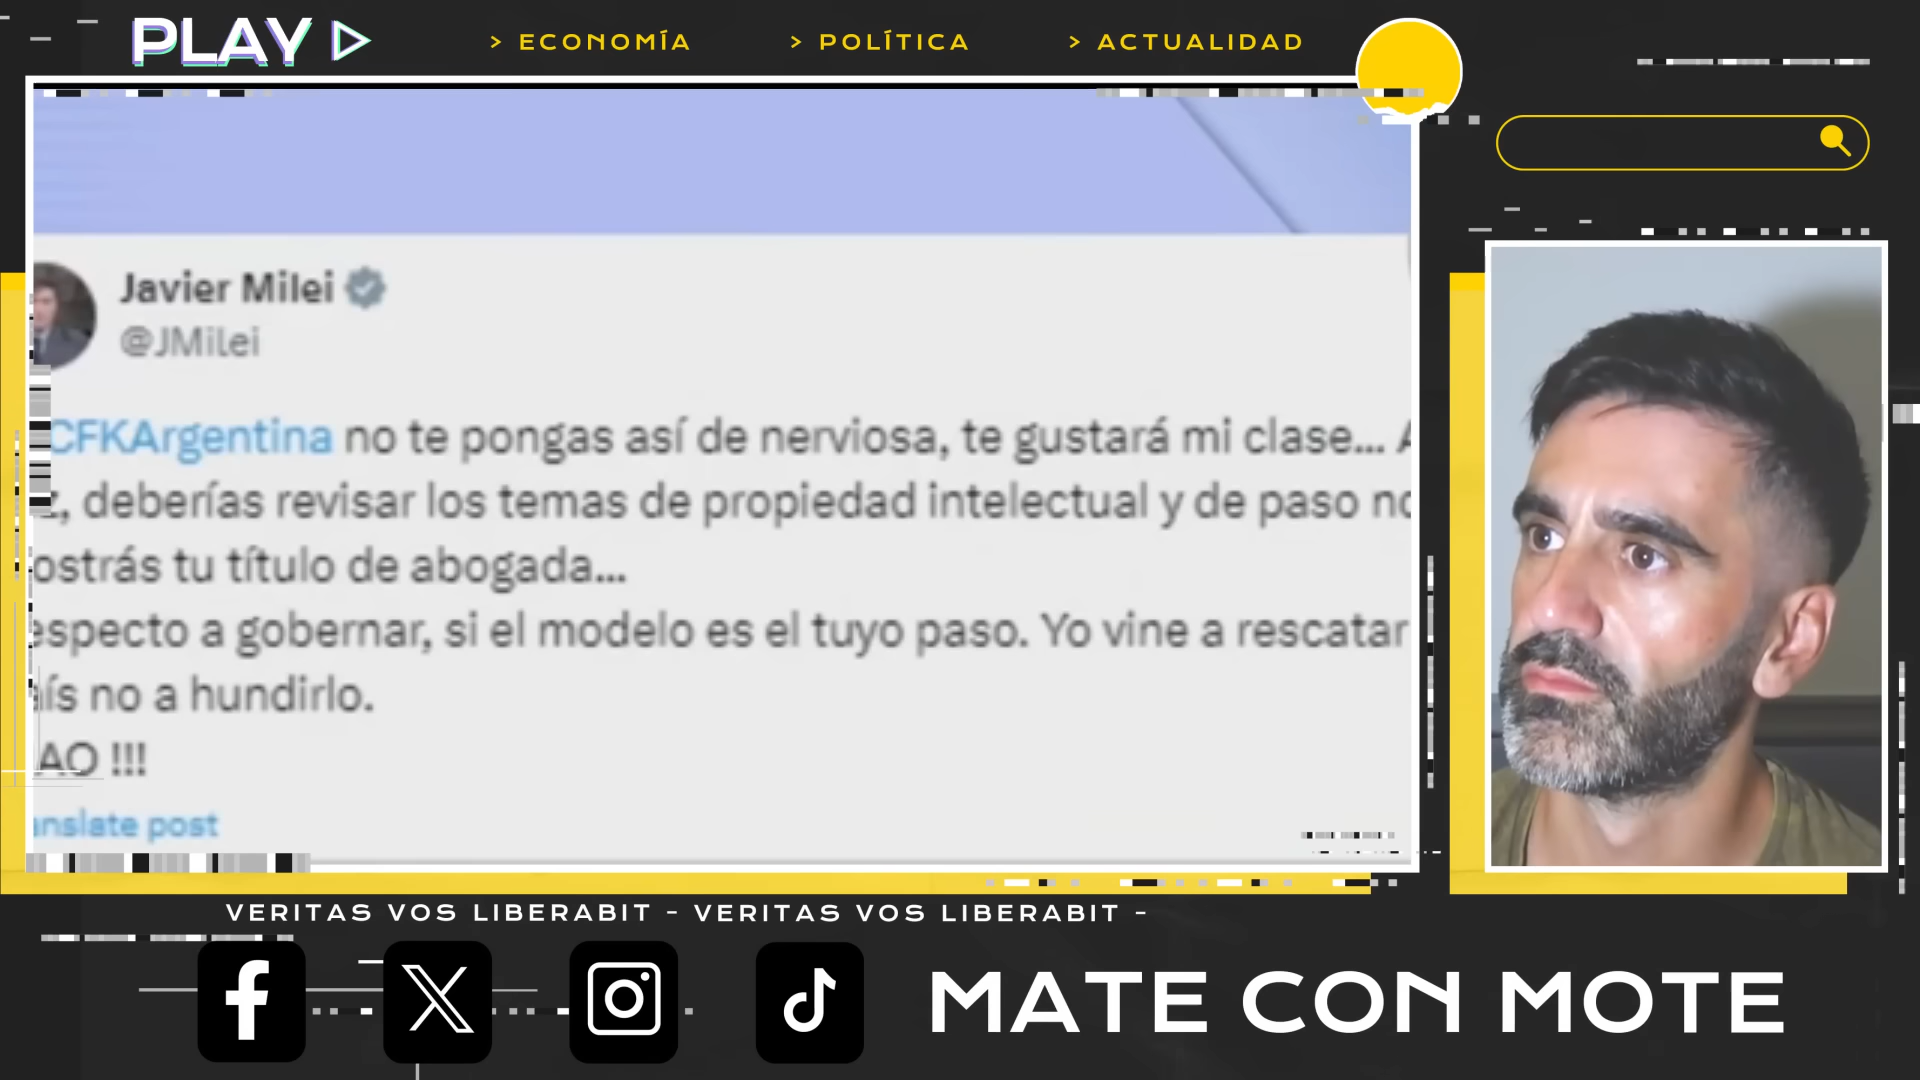 PLAY
> ECONOMÍA > POLÍTICA > ACTUALIDAD
Javier Milei
@JMilei
CFKArgentina no te pongas así de nerviosa, te gustará mi clase... A
z, deberías revisar los temas de propiedad intelectual y de paso no
ostrás tu título de abogada...
especto a gobernar, si el modelo es el tuyo paso. Yo vine a rescatar
aís no a hundirlo.
AO !!!
anslate post
VERITAS VOS LIBERABIT - VERITAS VOS LIBERABIT -
MATE CON MOTE